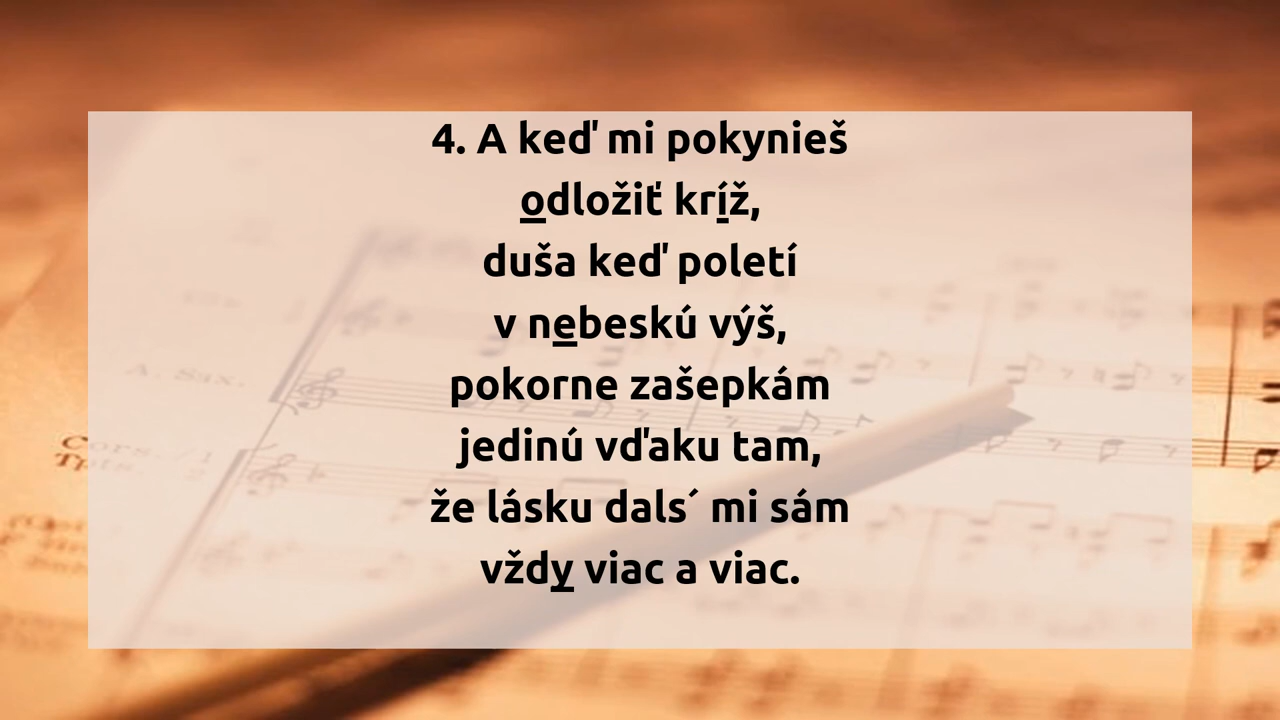 4. A keď mi pokynieš
odložiť kríž,
duša keď poletí
v nebeskú výš,
pokorne zašepkám
jedinú vďaku tam,
že lásku dals´ mi sám
vždy viac a viac.
A. Sax.